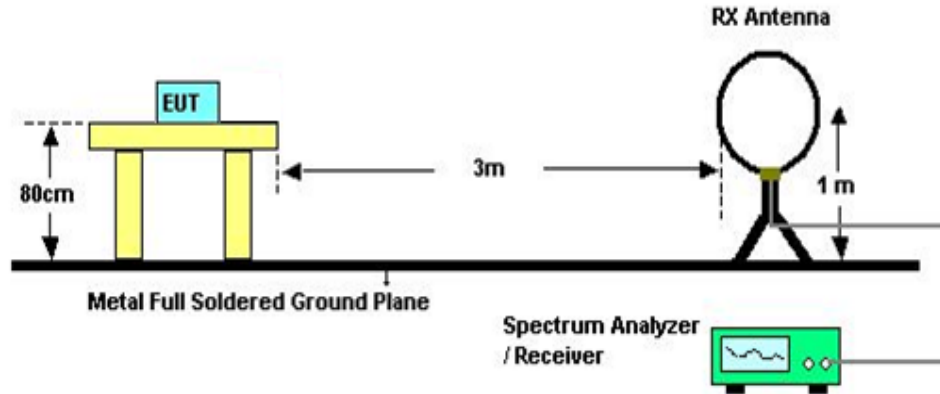 RX Antenna
EUT
3m
80cm
1 m
Metal Full Soldered Ground Plane
Spectrum Analyzer
/ Receiver